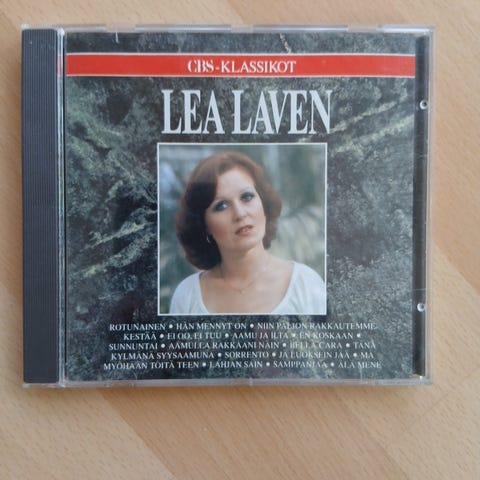 CBS-KLASSIKOT
LEA LAVEN
ROTUNAINEN • HÄN MENNYT ON • NIIN PALJON RAKKAUTEMME
KESTÄÄ • EI OO, EI TUU • AAMU JA ILTA • EN KOSKAAN •
SUNNUNTAI • AAMULLA RAKKAANI NÄIN • BELLA CARA • TÄNÄ
KYLMÄNÄ SYYSAAMUNA • SORRENTO • JA LUOKSEIN JÄÄ • MÄ
MYÖHÄÄN TÖITÄ TEEN • LAHJAN SAIN • SAMPPANJAA • ÄLÄ MENE